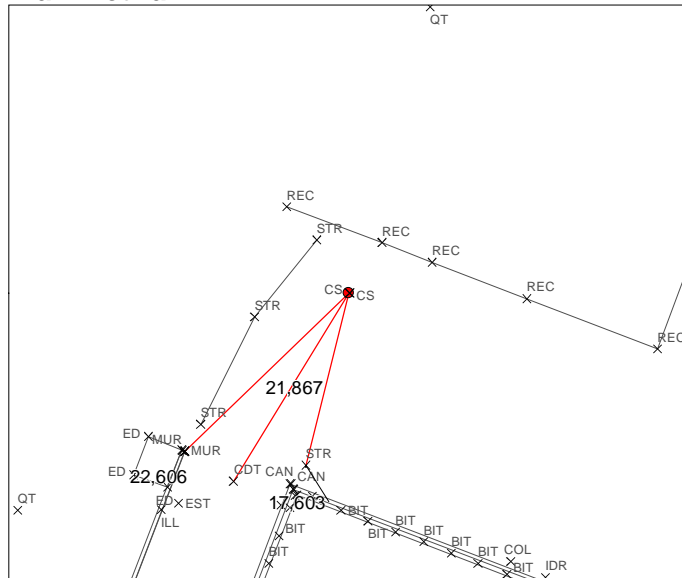 QT
REC
STR
REC
REC
CS
CS
REC
STR
REC
21,867
STR
ED
MUR
MUR
STR
ED
22,606
CDT
CAN
CAN
ED
EST
17,603
QT
ILL
BIT
BIT
BIT
BIT
BIT
BIT
BIT
COL
BIT
BIT
IDR